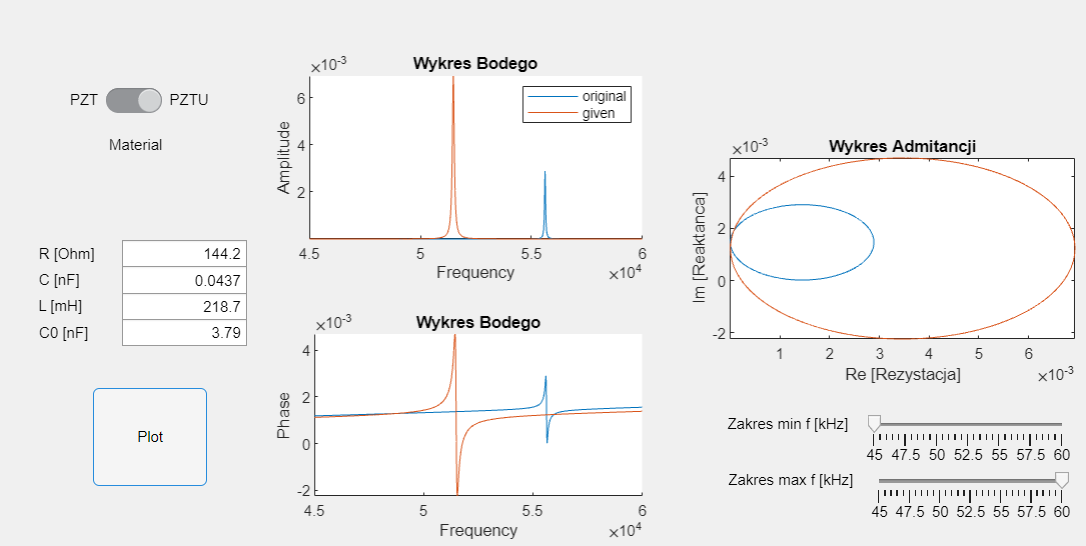 PZT PZTU
Material
R [Ohm] 144.2
C [nF] 0.0437
L [mH] 218.7
C0 [nF] 3.79
Plot
×10-3
Wykres Bodego
original
given
6
4
2
Amplitude
4.5 5 5.5 6
Frequency
×10⁴
×10-3
Wykres Bodego
4
2
0
-2
Phase
4.5 5 5.5 6
Frequency
×10⁴
×10-3
Wykres Admitancji
4
2
0
-2
Im [Reaktanca]
1 2 3 4 5 6
Re [Rezystacja]
×10-3
Zakres min f [kHz]
45 47.5 50 52.5 55 57.5 60
Zakres max f [kHz]
45 47.5 50 52.5 55 57.5 60